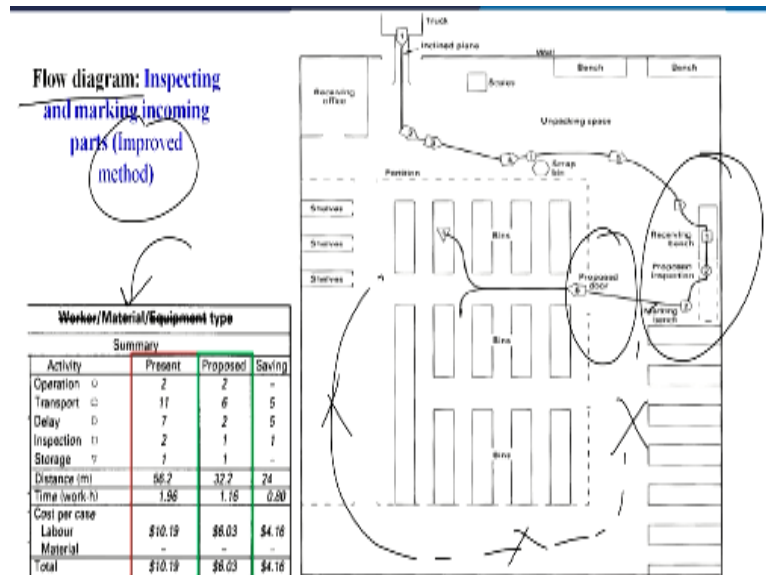 Truck
Inclined plane
Wall
Bench
Bench
Flow diagram: Inspecting
and marking incoming
parts (Improved
method)
Receiving
office
Scales
Unpacking space
Scrap
bin
Partition
Shelves
Shelves
Shelves
Bins
Receiving
bench
Proposed
inspection
Proposed
door
Marking
bench
Bins
Bins
Worker/Material/Equipment type
Summary
Activity Present Proposed Saving
Operation 2 2 -
Transport 11 6 5
Delay D 7 2 5
Inspection 2 1 1
Storage 1 1 -
Distance (m) 56.2 32.2 24
Time (work-h) 1.96 1.16 0.80
Cost per case
Labour $10.19 $6.03 $4.16
Material - - -
Total $10.19 $6.03 $4.16